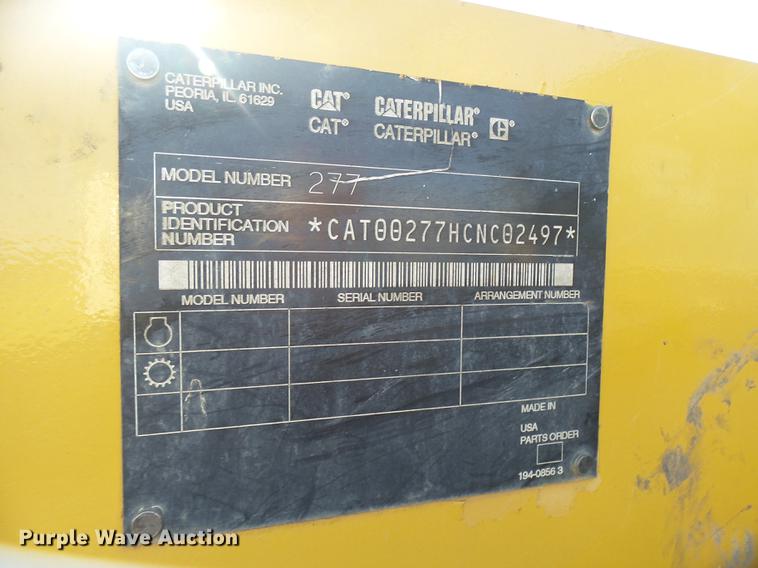 CATERPILLAR INC.
PEORIA, IL. 61629
USA
CAT® CATERPILLAR® C®
CAT® CATERPILLAR®
MODEL NUMBER 277
PRODUCT
IDENTIFICATION
NUMBER
*CAT00277HCNC02497*
MODEL NUMBER SERIAL NUMBER ARRANGEMENT NUMBER
MADE IN
USA
PARTS ORDER
194-0856 3
Purple Wave Auction